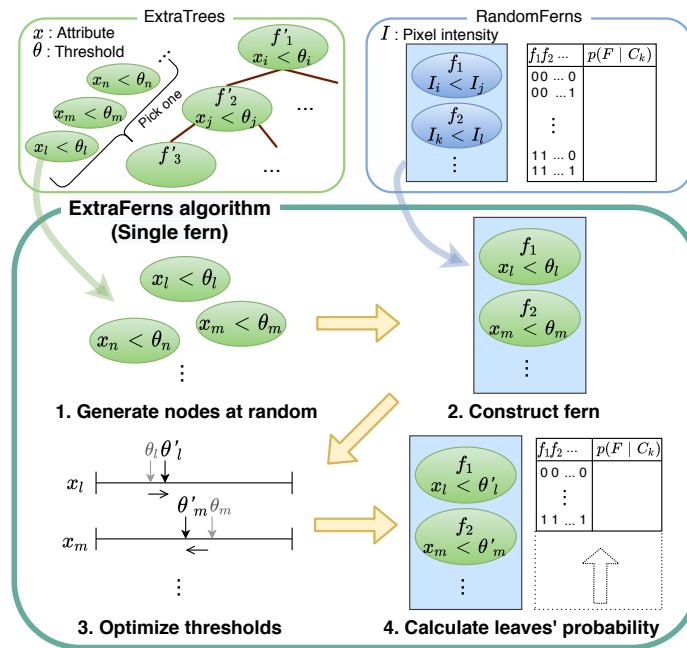 ExtraTrees
x : Attribute
θ : Threshold
...
xₙ < θₙ
xₘ < θₘ
xₗ < θₗ
Pick one
f'₁
xᵢ < θᵢ
f'₂
xⱼ < θⱼ
...
f'₃
...
RandomFerns
I : Pixel intensity
f₁
Iᵢ < Iⱼ
f₂
Iₖ < Iₗ
⋮
f₁f₂ ... p(F | Cₖ)
00 ... 0
00 ... 1
⋮
11 ... 0
11 ... 1
ExtraFerns algorithm
(Single fern)
xₗ < θₗ
xₙ < θₙ
xₘ < θₘ
⋮
1. Generate nodes at random
f₁
xₗ < θₗ
f₂
xₘ < θₘ
⋮
2. Construct fern
θₗ θ'ₗ
xₗ
θ'ₘ θₘ
xₘ
⋮
3. Optimize thresholds
f₁
xₗ < θ'ₗ
f₂
xₘ < θ'ₘ
⋮
f₁f₂ ... p(F | Cₖ)
00 ... 0
⋮
11 ... 1
4. Calculate leaves' probability